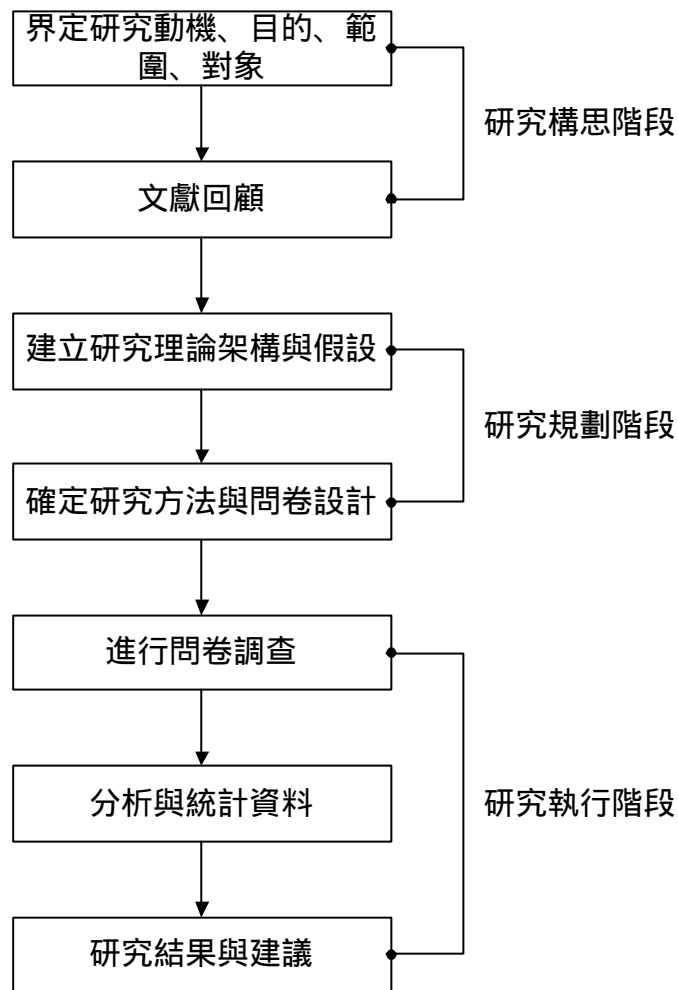 界定研究動機、目的、範
圍、對象
研究構思階段
文獻回顧
建立研究理論架構與假設
研究規劃階段
確定研究方法與問卷設計
進行問卷調查
分析與統計資料
研究執行階段
研究結果與建議